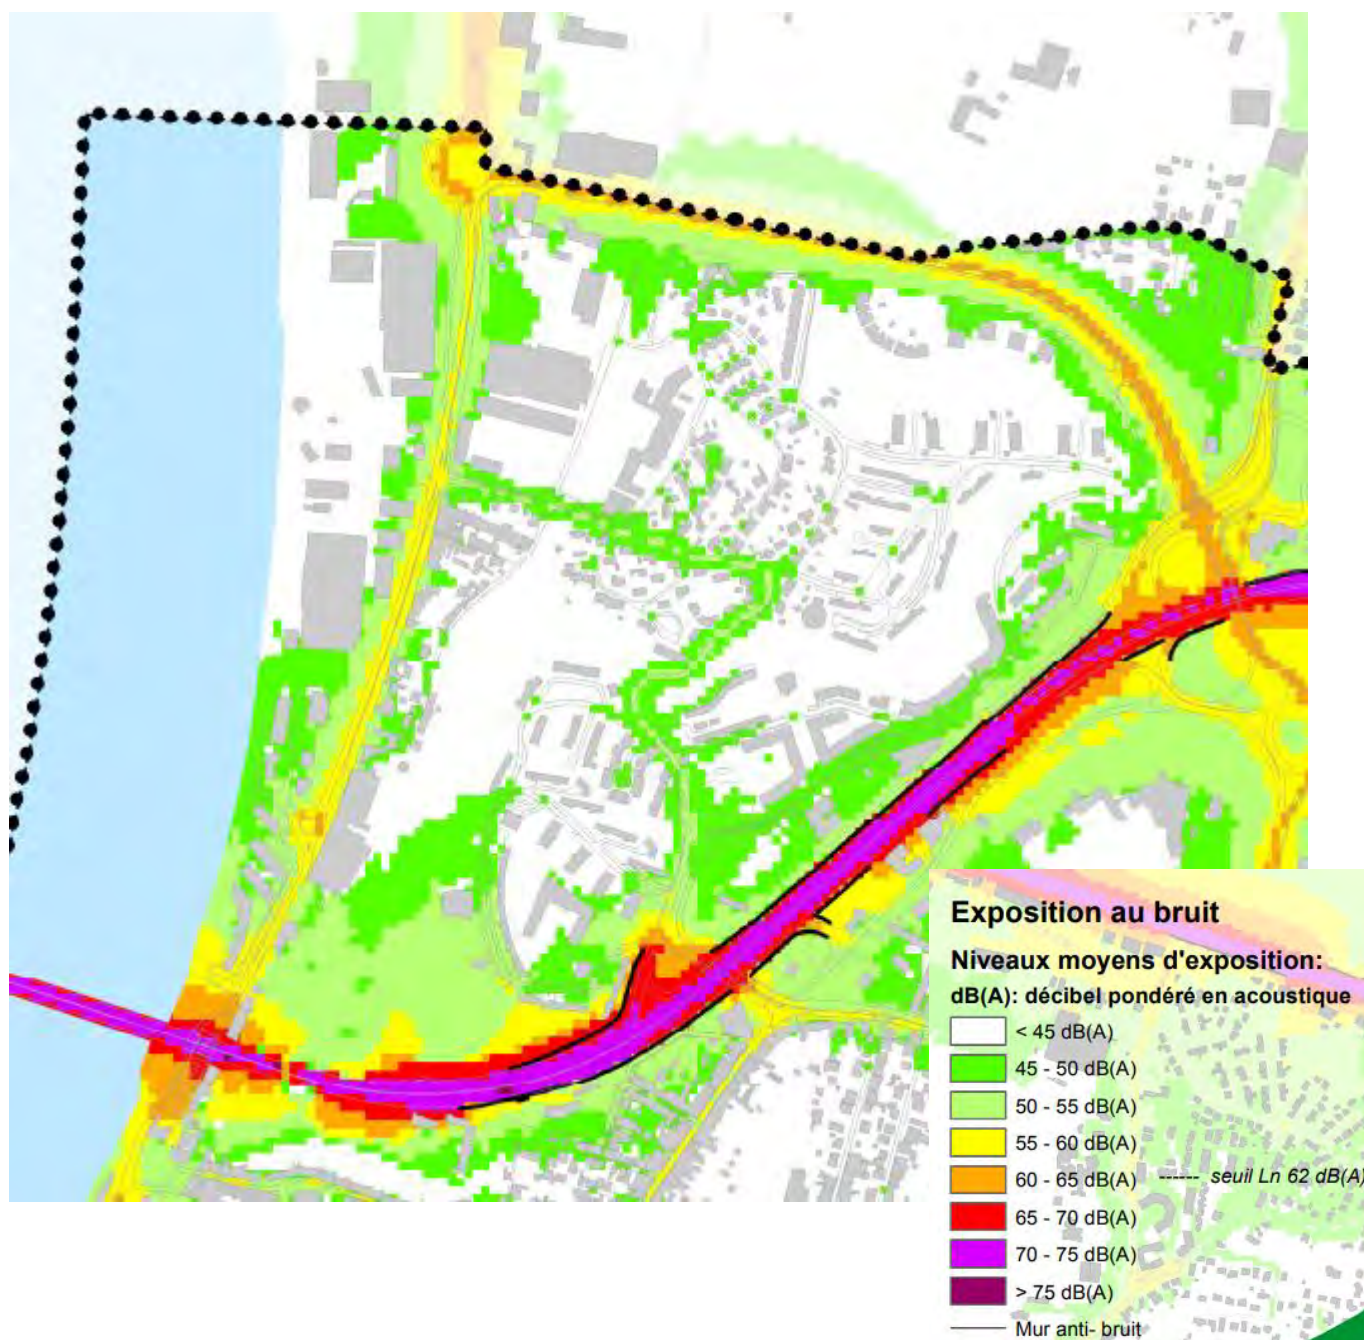 Exposition au bruit
Niveaux moyens d'exposition:
dB(A): décibel pondéré en acoustique
< 45 dB(A)
45 - 50 dB(A)
50 - 55 dB(A)
55 - 60 dB(A)
60 - 65 dB(A)
------ seuil Ln 62 dB(A)
65 - 70 dB(A)
70 - 75 dB(A)
> 75 dB(A)
Mur anti- bruit